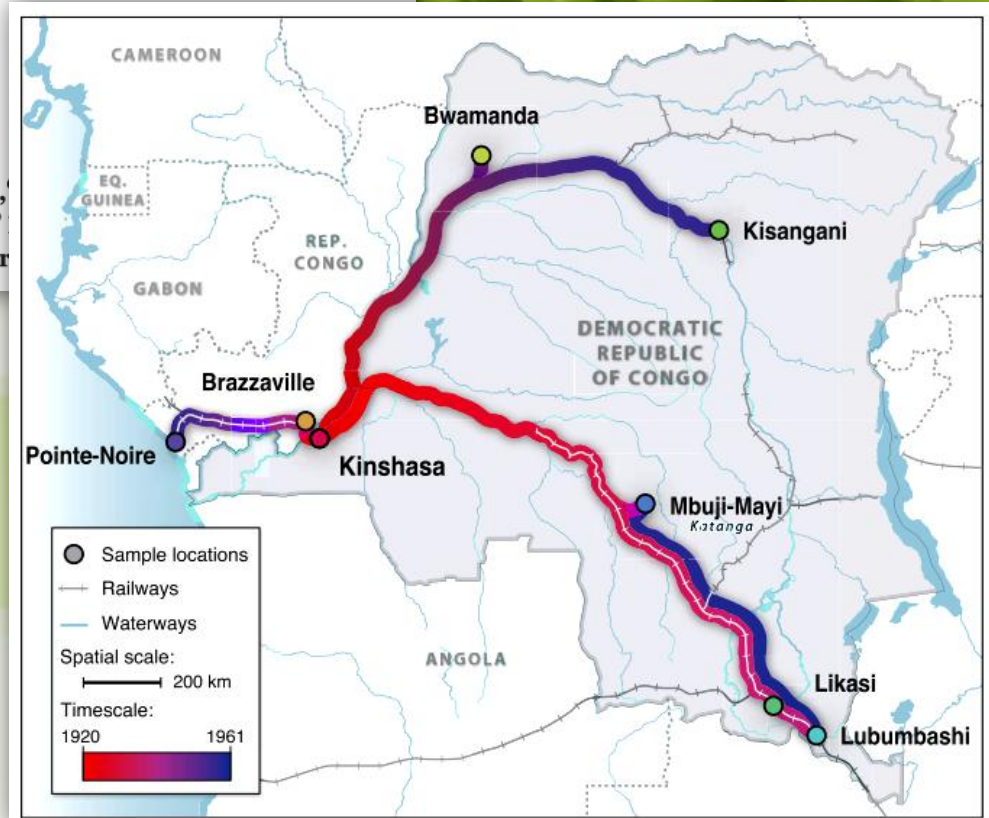 CAMEROON
Bwamanda
EQ.
GUINEA
REP.
CONGO
Kisangani
GABON
DEMOCRATIC
REPUBLIC
OF CONGO
Brazzaville
Pointe-Noire
Kinshasa
Mbuji-Mayi
Katanga
Sample locations
Railways
Waterways
Spatial scale:
200 km
Timescale:
1920 1961
ANGOLA
Likasi
Lubumbashi